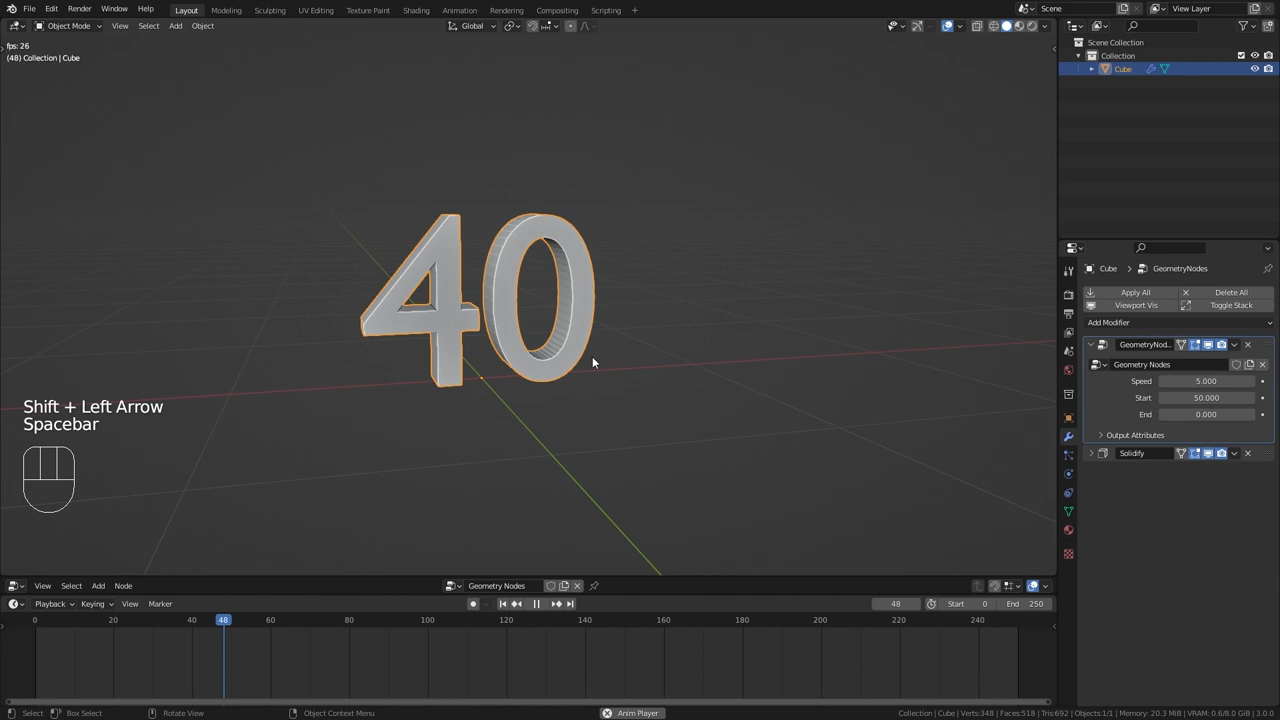 File Edit Render Window Help Layout Modeling Sculpting UV Editing Texture Paint Shading Animation Rendering Compositing Scripting + Scene View Layer
Object Mode View Select Add Object Global
fps: 26
(48) Collection | Cube
Scene Collection
Collection
Cube
Cube > GeometryNodes
Apply All Delete All
Viewport Vis Toggle Stack
Add Modifier
GeometryNod...
Geometry Nodes
Speed 5.000
Start 50.000
End 0.000
Output Attributes
Solidify
40
Shift + Left Arrow
Spacebar
View Select Add Node Geometry Nodes
Playback Keying View Marker 48 Start 0 End 250
0 20 40 48 60 80 100 120 140 160 180 200 220 240
Select Box Select Rotate View Object Context Menu Anim Player Collection | Cube | Verts:348 | Faces:518 | Tris:692 | Objects:1/1 | Memory: 20.3 MiB | VRAM: 0.6/8.0 GiB | 3.0.0